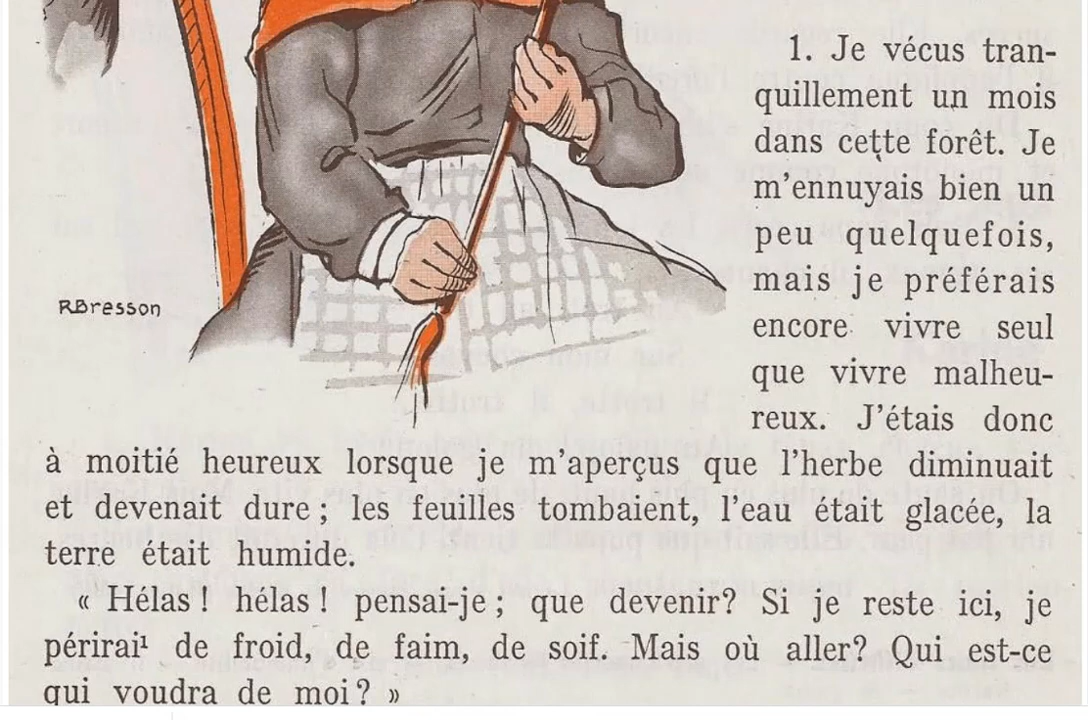 1. Je vécus tran-
quillement un mois
dans cette forêt. Je
m'ennuyais bien un
peu quelquefois,
mais je préférais
encore vivre seul
que vivre malheu-
reux. J'étais donc
RBresson
à moitié heureux lorsque je m'aperçus que l'herbe diminuait
et devenait dure ; les feuilles tombaient, l'eau était glacée, la
terre était humide.
« Hélas ! hélas ! pensai-je ; que devenir? Si je reste ici, je
périrai¹ de froid, de faim, de soif. Mais où aller? Qui est-ce
qui voudra de moi? »